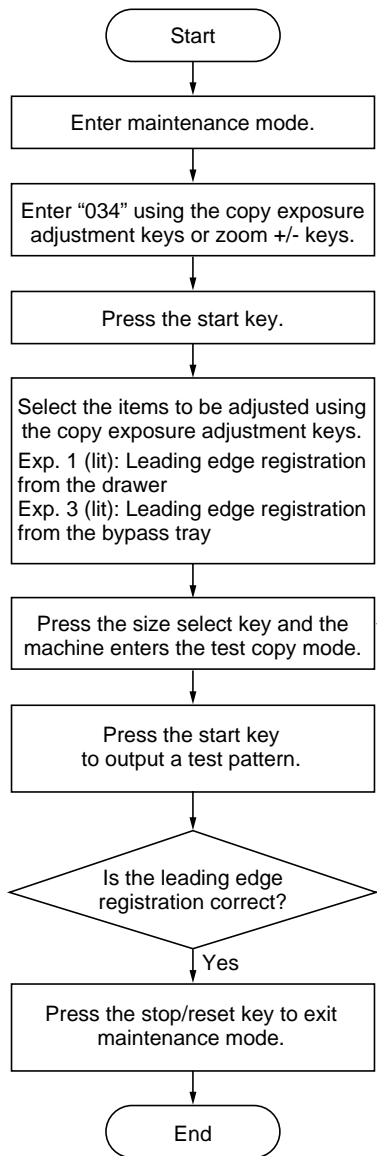 Start
Enter maintenance mode.
Enter “034” using the copy exposure
adjustment keys or zoom +/- keys.
Press the start key.
Select the items to be adjusted using
the copy exposure adjustment keys.
Exp. 1 (lit): Leading edge registration
from the drawer
Exp. 3 (lit): Leading edge registration
from the bypass tray
Press the size select key and the
machine enters the test copy mode.
Press the start key
to output a test pattern.
Is the leading edge
registration correct?
Yes
Press the stop/reset key to exit
maintenance mode.
End